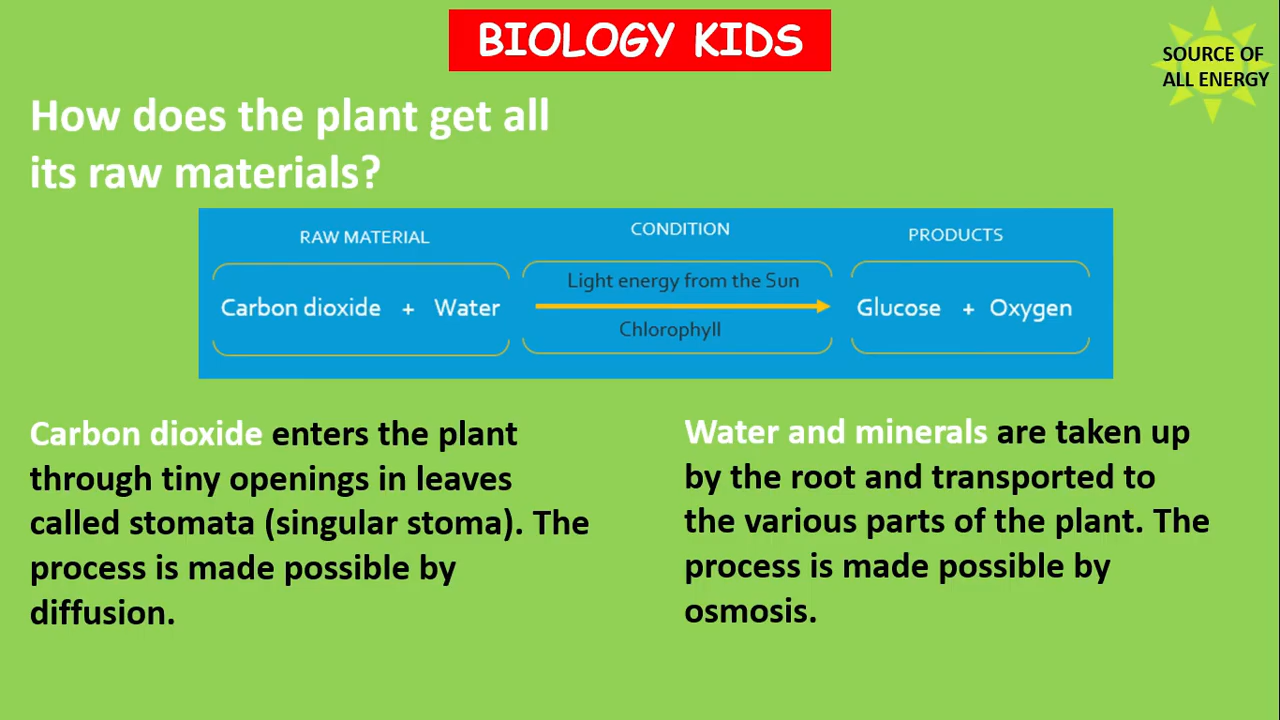 BIOLOGY KIDS
SOURCE OF
ALL ENERGY
How does the plant get all
its raw materials?
RAW MATERIAL
CONDITION
PRODUCTS
Light energy from the Sun
Carbon dioxide + Water
Glucose + Oxygen
Chlorophyll
Carbon dioxide enters the plant
through tiny openings in leaves
called stomata (singular stoma). The
process is made possible by
diffusion.
Water and minerals are taken up
by the root and transported to
the various parts of the plant. The
process is made possible by
osmosis.